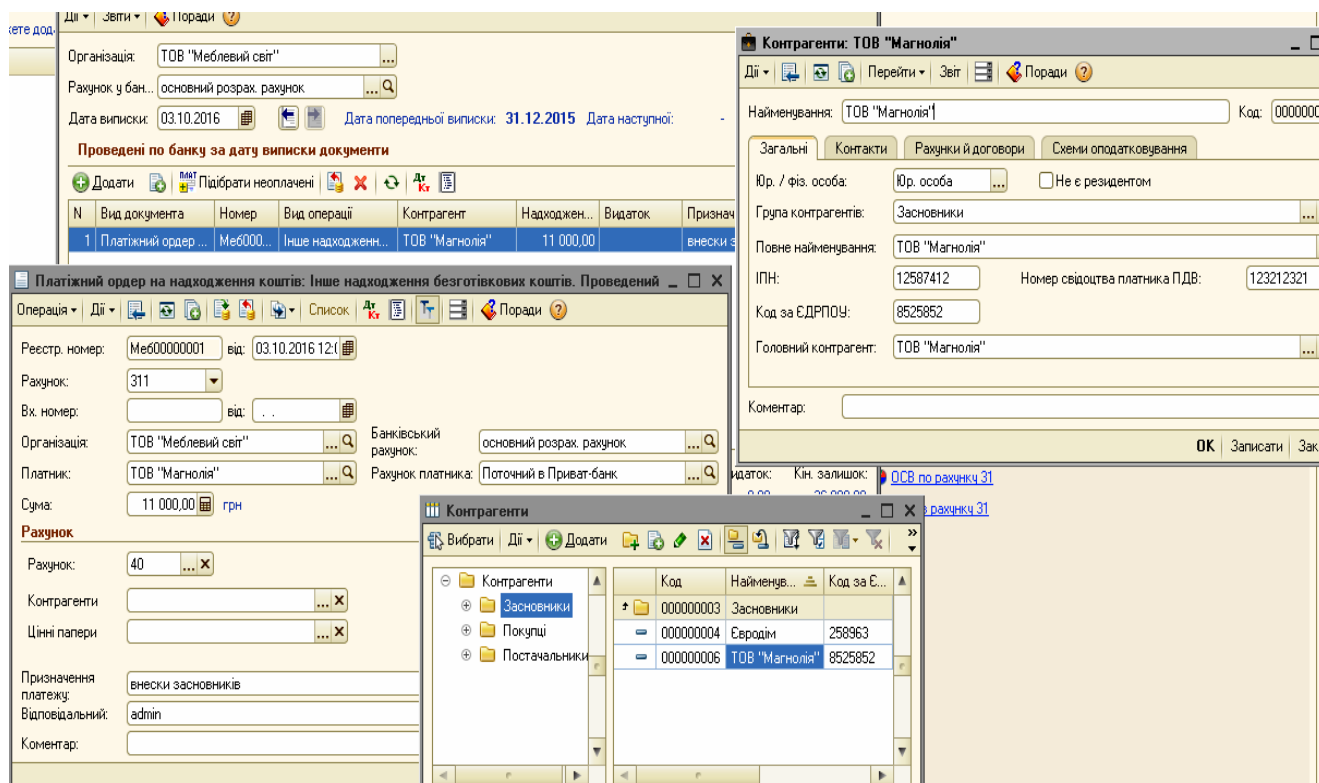 Дії Звіти Поради
жете дод
Організація: ТОВ "Меблевий світ" ...
Рахунок у бан... основний розрах. рахунок ...
Дата виписки: 03.10.2016 Дата попередньої виписки: 31.12.2015 Дата наступної: -
Проведені по банку за дату виписки документи
Додати ПЛАТ Підібрати неоплачені Дт Кт
N Вид документа Номер Вид операції Контрагент Надходжен... Видаток Признач
1 Платіжний ордер ... Меб000... Інше надходженн... ТОВ "Магнолія" 11 000,00 внески з
Контрагенти: ТОВ "Магнолія"
Дії Перейти Звіт Поради
Найменування: ТОВ "Магнолія" Код: 0000000
Загальні Контакти Рахунки й договори Схеми оподатковування
Юр. / фіз. особа: Юр. особа ... Не є резидентом
Група контрагентів: Засновники ...
Повне найменування: ТОВ "Магнолія"
ІПН: 12587412 Номер свідоцтва платника ПДВ: 123212321
Код за ЄДРПОУ: 8525852
Головний контрагент: ТОВ "Магнолія" ...
Коментар:
OK Записати Зак
Платіжний ордер на надходження коштів: Інше надходження безготівкових коштів. Проведений
Операція Дії Список Дт Кт Поради
Реєстр. номер: Меб00000001 від: 03.10.2016 12:(
Рахунок: 311
Вх. номер: від: . .
Організація: ТОВ "Меблевий світ" ... Банківський рахунок: основний розрах. рахунок ...
Платник: ТОВ "Магнолія" ... Рахунок платника: Поточний в Приват-банк ...
Сума: 11 000,00 грн
Рахунок
Рахунок: 40 ... X
Контрагенти ... X
Цінні папери ... X
Призначення платежу: внески засновників
Відповідальний: admin
Коментар:
идаток: Кін. залишок:
ОСВ по рахунку 31
з рахунку 31
Контрагенти
Вибрати Дії Додати
Контрагенти
Засновники
Покупці
Постачальники
Код Найменув... Код за Є...
000000003 Засновники
000000004 Євродім 258963
000000006 ТОВ "Магнолія" 8525852